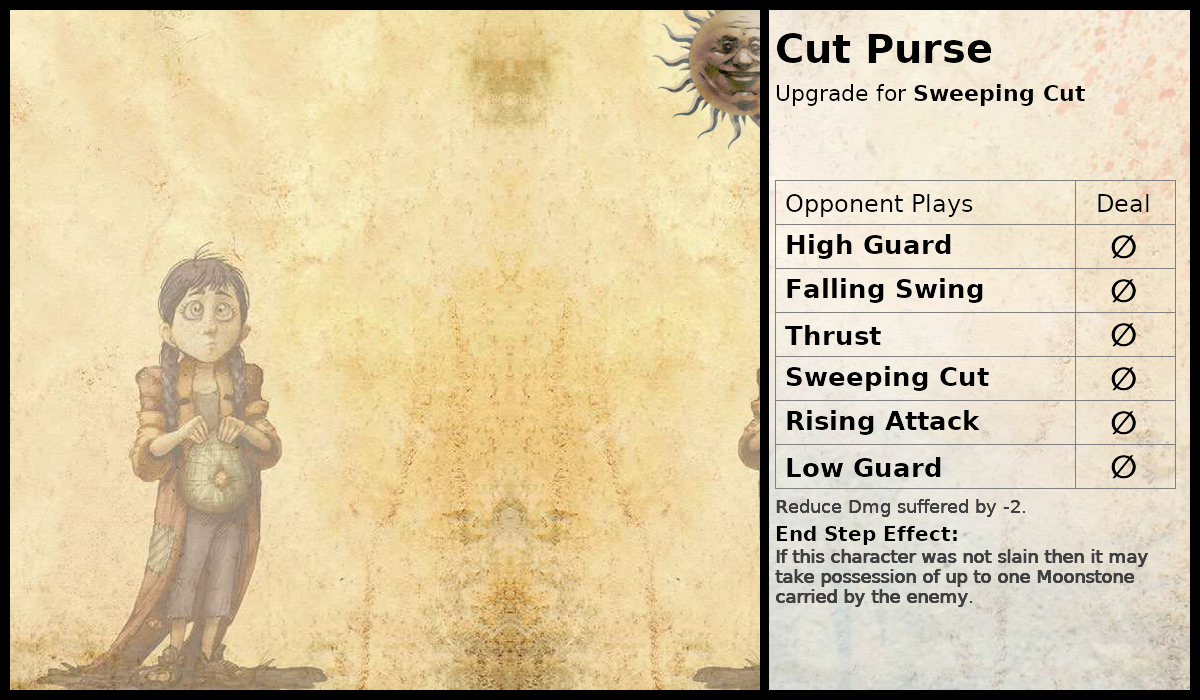 Cut Purse
Upgrade for Sweeping Cut
Opponent Plays Deal
High Guard ∅
Falling Swing ∅
Thrust ∅
Sweeping Cut ∅
Rising Attack ∅
Low Guard ∅
Reduce Dmg suffered by -2.
End Step Effect:
If this character was not slain then it may
take possession of up to one Moonstone
carried by the enemy.